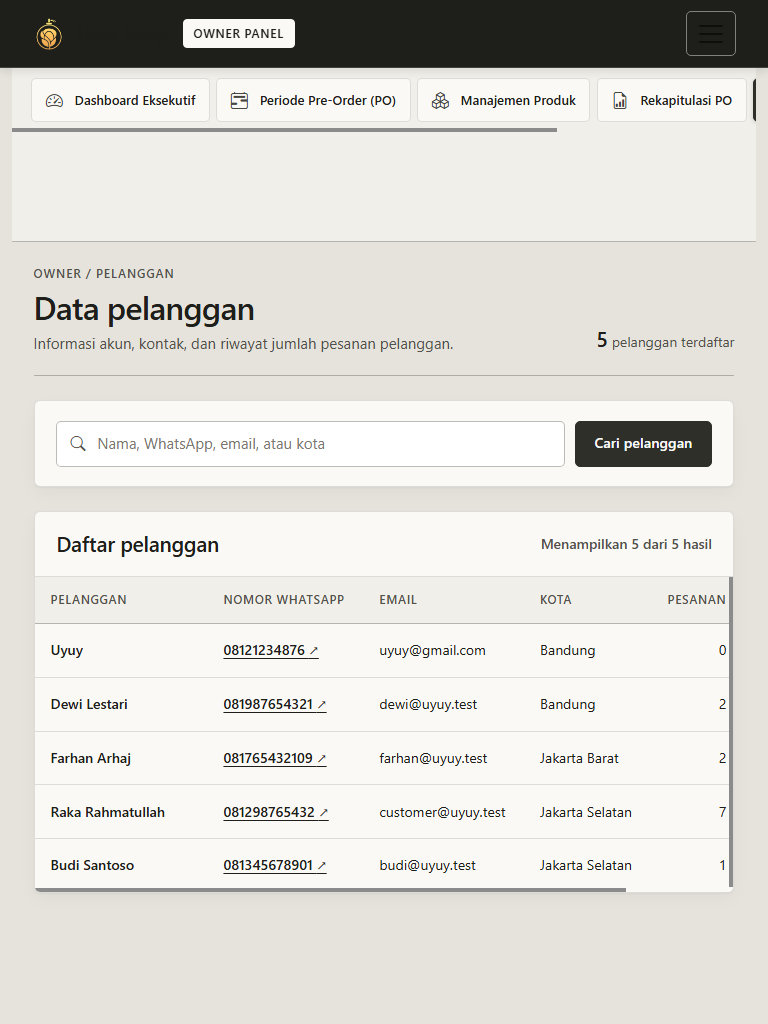 OWNER PANEL
Dashboard Eksekutif Periode Pre-Order (PO) Manajemen Produk Rekapitulasi PO
OWNER / PELANGGAN
Data pelanggan
Informasi akun, kontak, dan riwayat jumlah pesanan pelanggan.
5 pelanggan terdaftar
Nama, WhatsApp, email, atau kota
Cari pelanggan
Daftar pelanggan
Menampilkan 5 dari 5 hasil
PELANGGAN NOMOR WHATSAPP EMAIL KOTA PESANAN
Uyuy 08121234876 ↗ uyuy@gmail.com Bandung 0
Dewi Lestari 081987654321 ↗ dewi@uyuy.test Bandung 2
Farhan Arhaj 081765432109 ↗ farhan@uyuy.test Jakarta Barat 2
Raka Rahmatullah 081298765432 ↗ customer@uyuy.test Jakarta Selatan 7
Budi Santoso 081345678901 ↗ budi@uyuy.test Jakarta Selatan 1